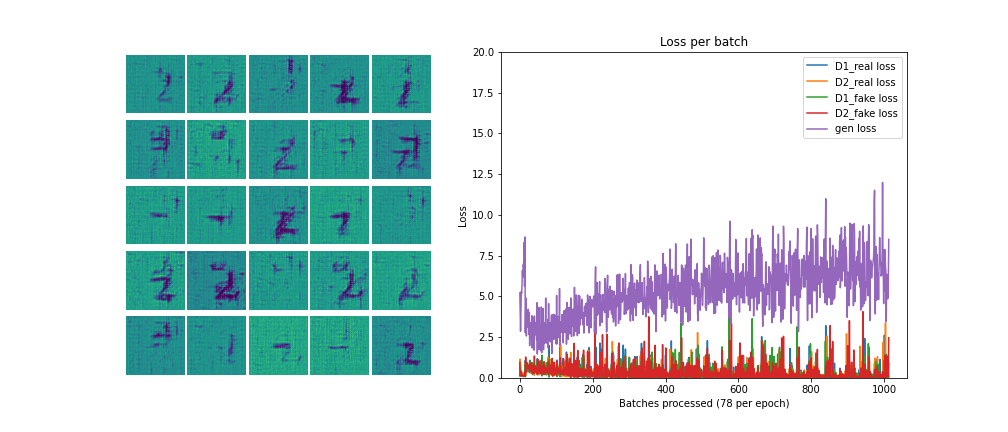 Loss per batch
20.0
17.5
15.0
12.5
10.0
7.5
5.0
2.5
0.0
Loss
D1_real loss
D2_real loss
D1_fake loss
D2_fake loss
gen loss
0 200 400 600 800 1000
Batches processed (78 per epoch)